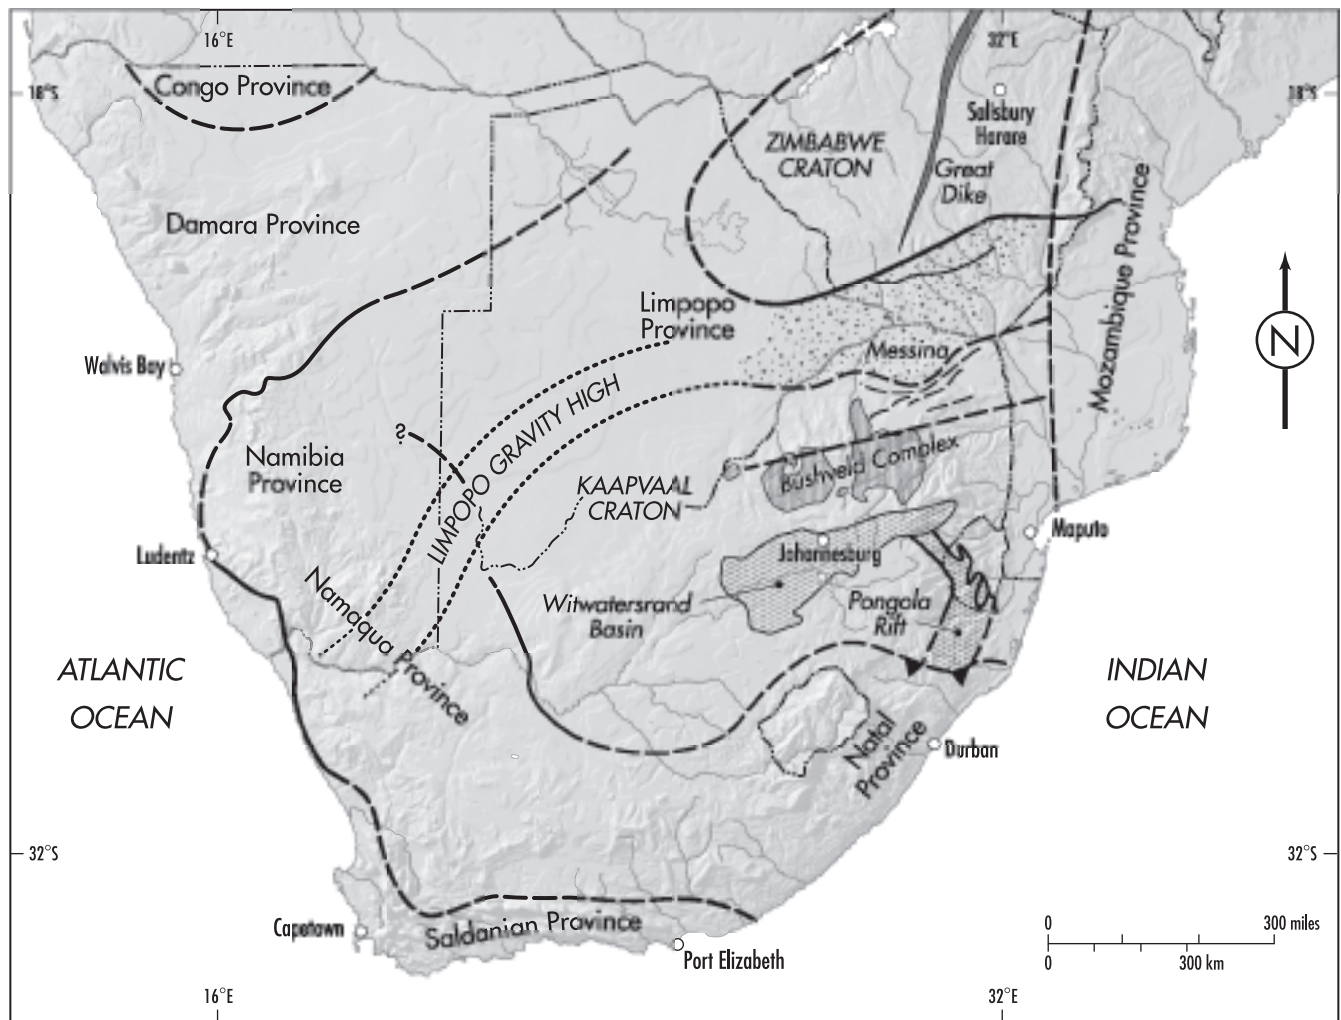 16°E
32°E
Congo Province
18°S
18°S
Salisbury
Harare
ZIMBABWE
CRATON
Great
Dike
Damara Province
Mozambique Province
Limpopo
Province
N
Walvis Bay
Messina
LIMPOPO GRAVITY HIGH
?
Namibia
Province
Bushveld Complex
KAAPVAAL
CRATON
Ludentz
Maputo
Johannesburg
Namaqua Province
Witwatersrand
Basin
Pongola
Rift
ATLANTIC
OCEAN
INDIAN
OCEAN
Natal
Province
Durban
32°S
32°S
Capetown
Saldanian Province
Port Elizabeth
0 300 miles
0 300 km
16°E
32°E